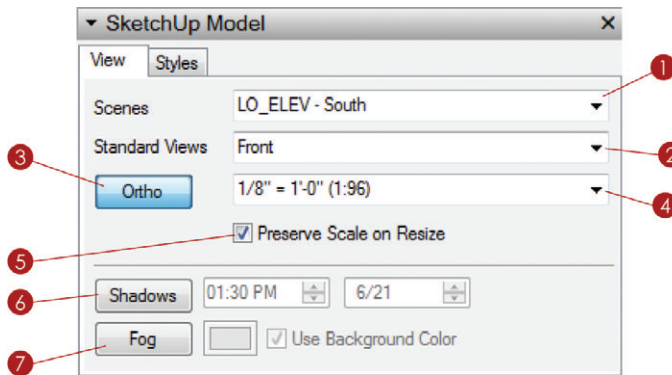 SketchUp Model
View Styles
1
Scenes LO_ELEV - South
Standard Views Front
2
3
Ortho 1/8" = 1'-0" (1:96)
4
Preserve Scale on Resize
5
6
Shadows 01:30 PM 6/21
Fog Use Background Color
7